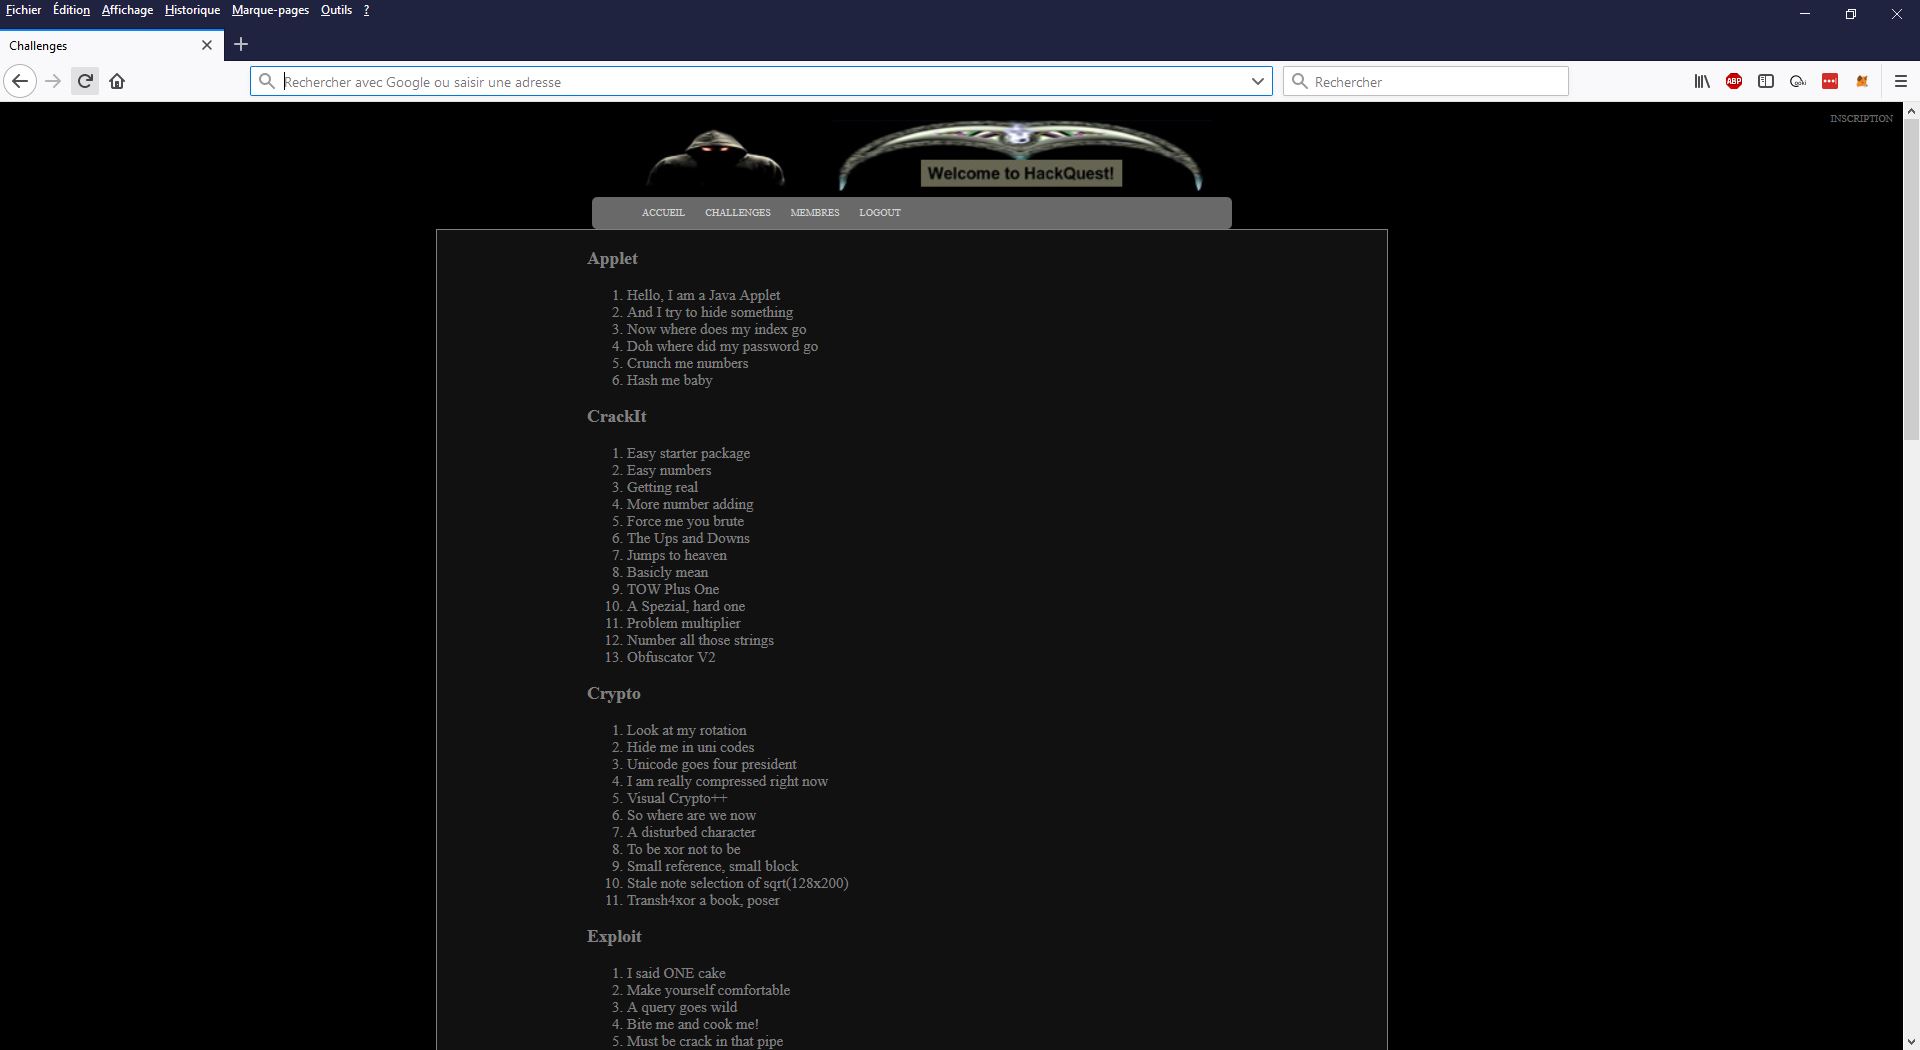 Fichier Édition Affichage Historique Marque-pages Outils ?
Challenges
Rechercher avec Google ou saisir une adresse
Rechercher
ABP
INSCRIPTION
Welcome to HackQuest!
ACCUEIL CHALLENGES MEMBRES LOGOUT
Applet
1. Hello, I am a Java Applet
2. And I try to hide something
3. Now where does my index go
4. Doh where did my password go
5. Crunch me numbers
6. Hash me baby
CrackIt
1. Easy starter package
2. Easy numbers
3. Getting real
4. More number adding
5. Force me you brute
6. The Ups and Downs
7. Jumps to heaven
8. Basicly mean
9. TOW Plus One
10. A Spezial, hard one
11. Problem multiplier
12. Number all those strings
13. Obfuscator V2
Crypto
1. Look at my rotation
2. Hide me in uni codes
3. Unicode goes four president
4. I am really compressed right now
5. Visual Crypto++
6. So where are we now
7. A disturbed character
8. To be xor not to be
9. Small reference, small block
10. Stale note selection of sqrt(128x200)
11. Transh4xor a book, poser
Exploit
1. I said ONE cake
2. Make yourself comfortable
3. A query goes wild
4. Bite me and cook me!
5. Must be crack in that pipe